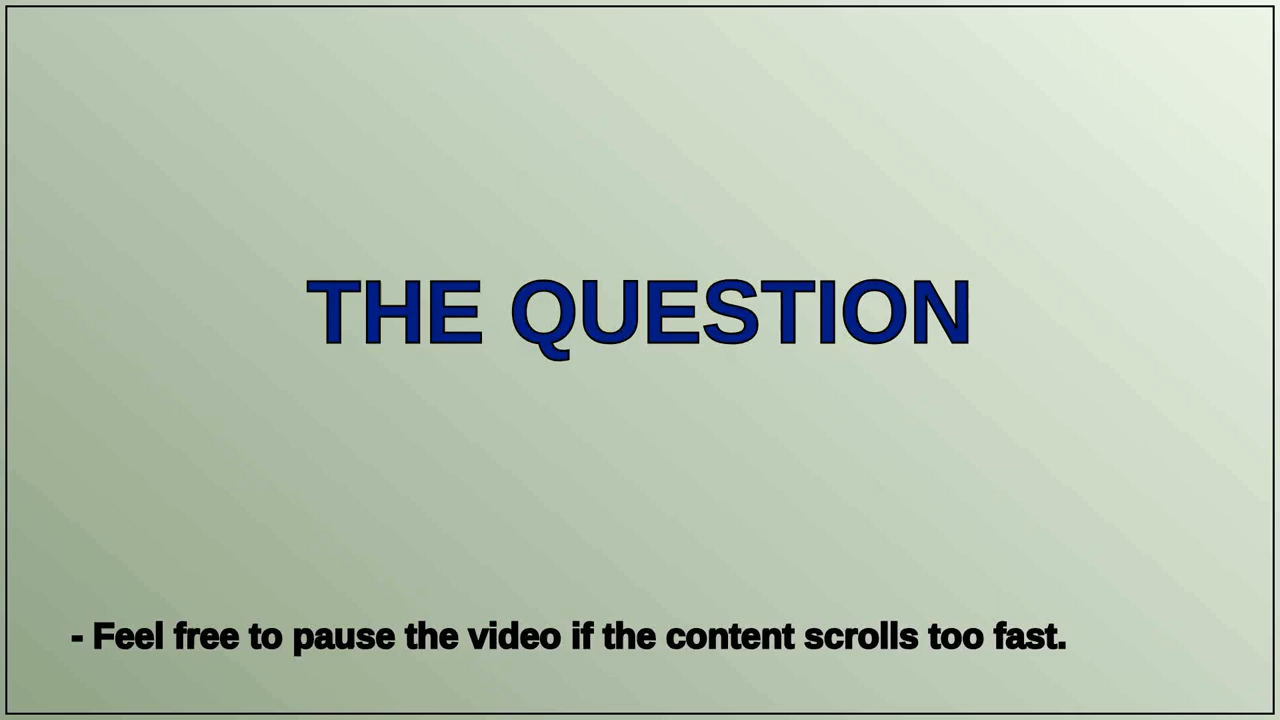 THE QUESTION
- Feel free to pause the video if the content scrolls too fast.